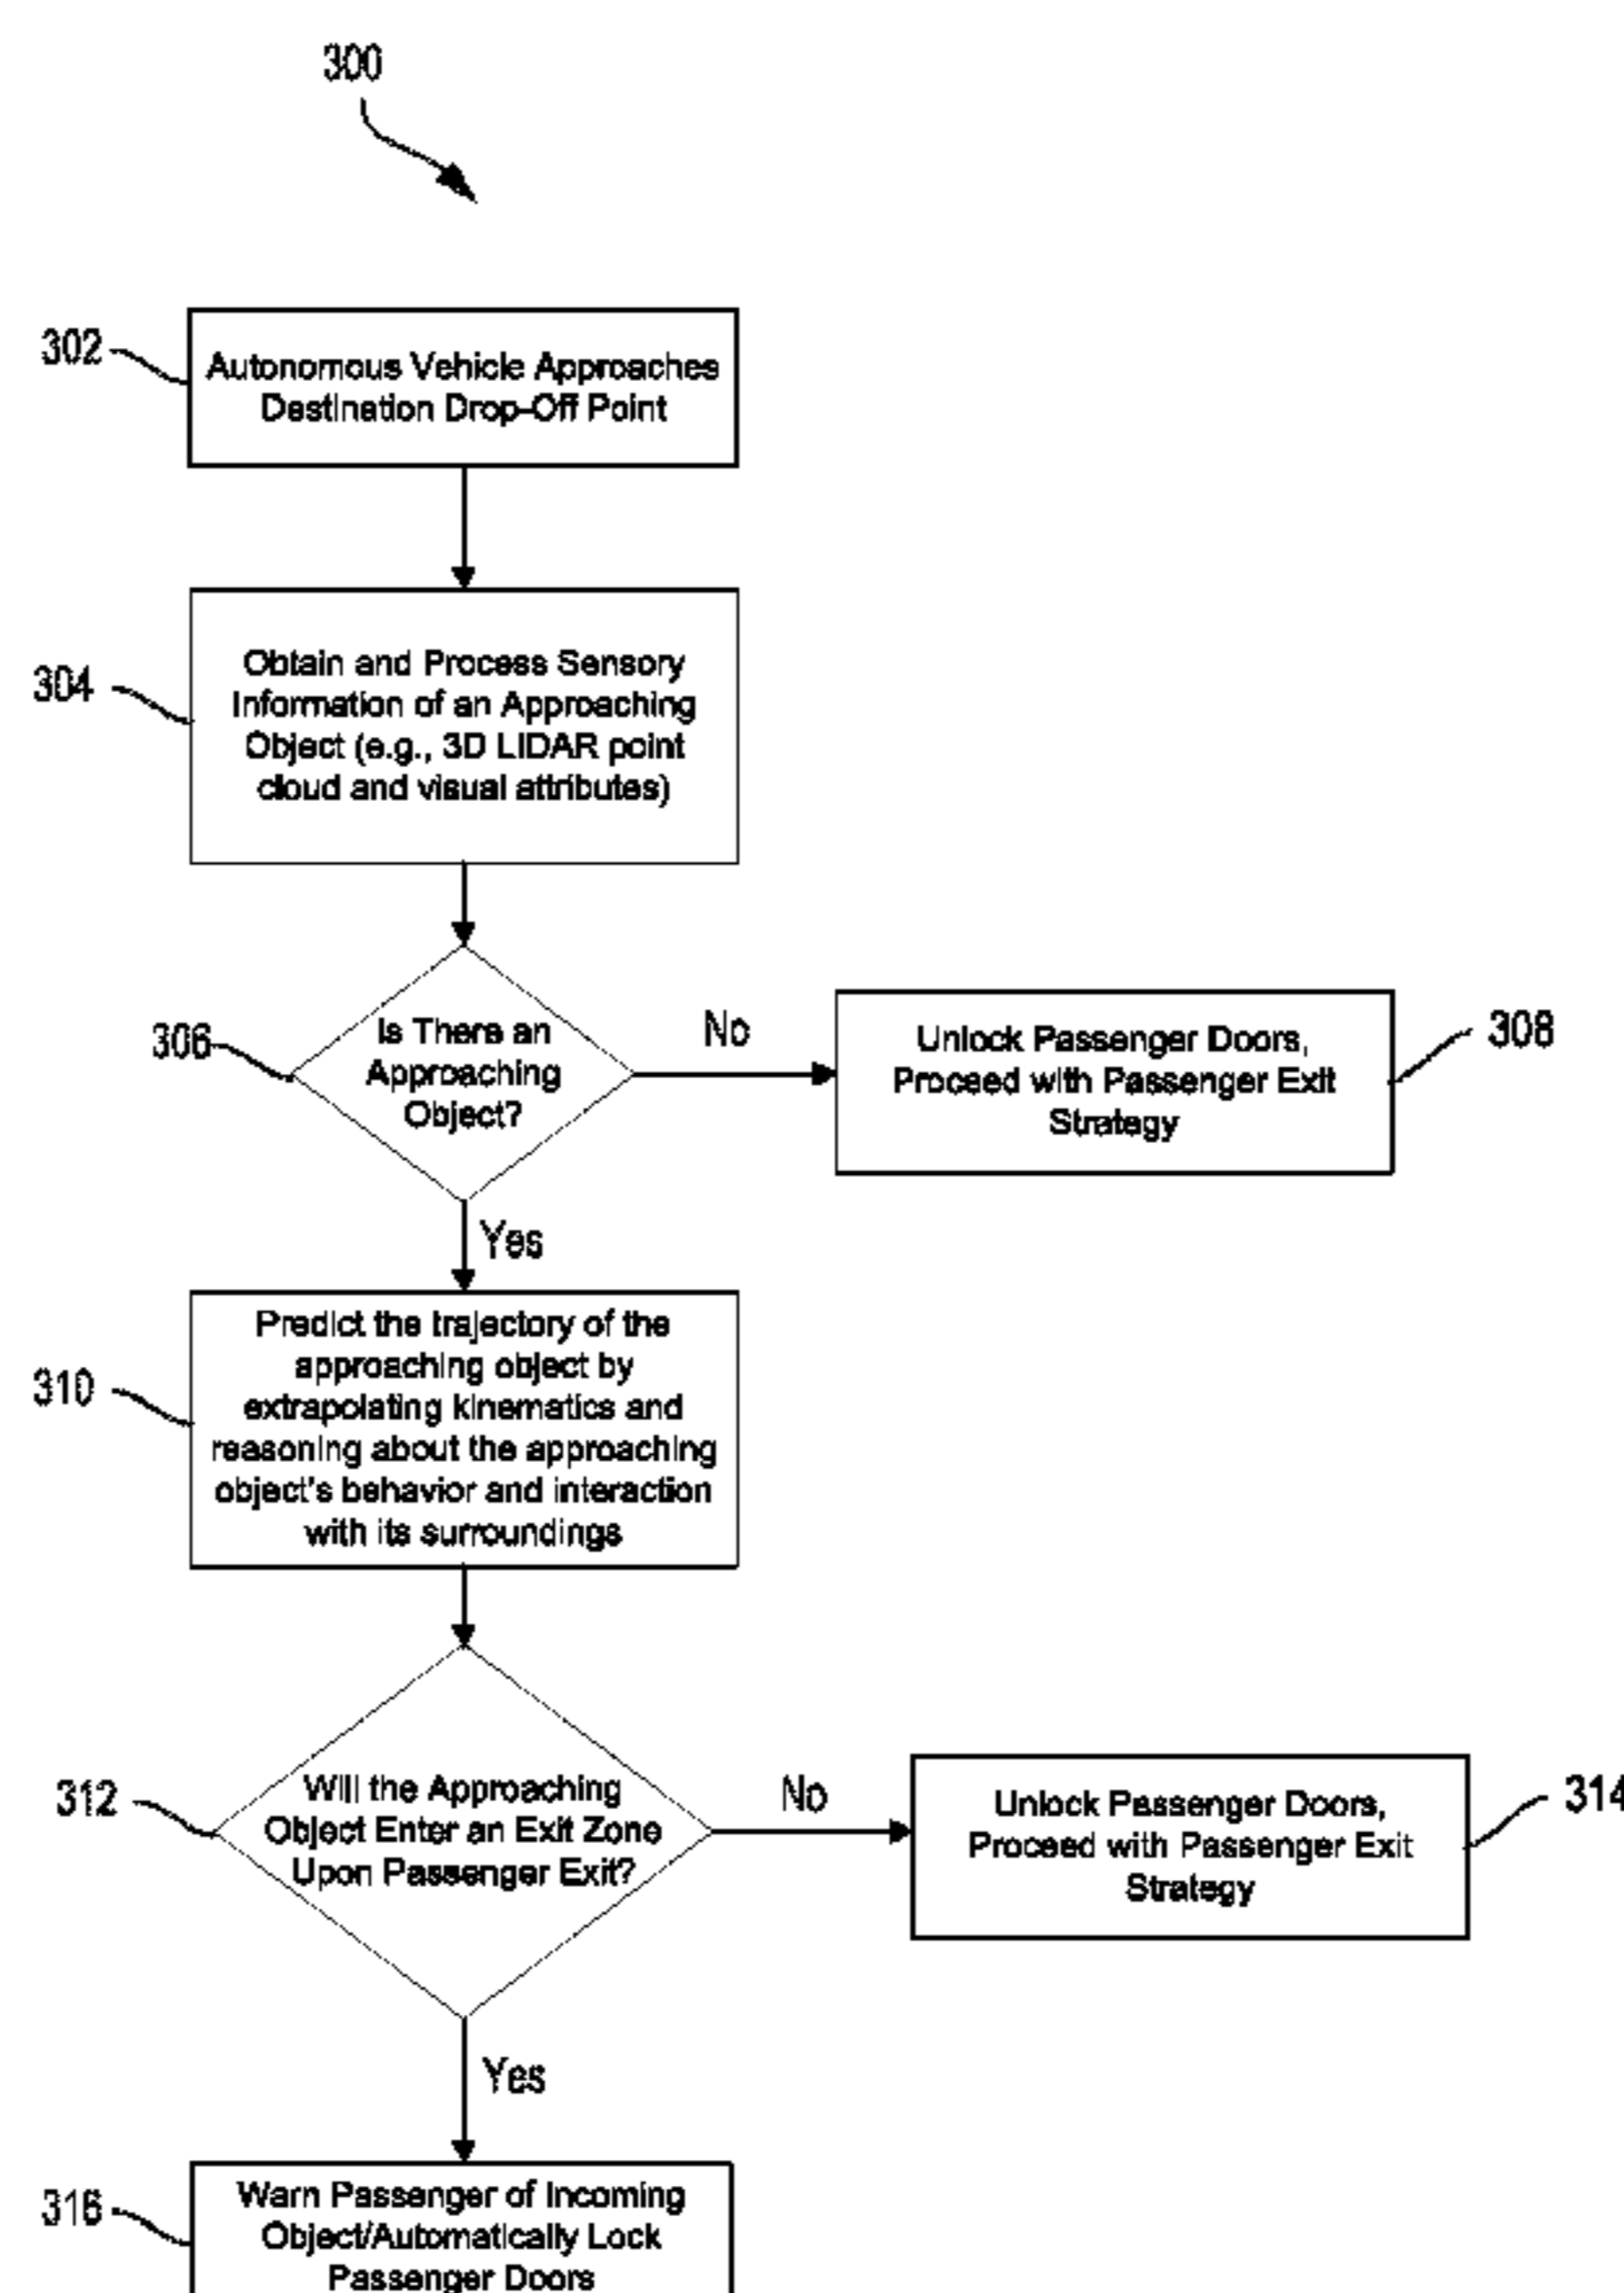 300
302
Autonomous Vehicle Approaches
Destination Drop-Off Point
304
Obtain and Process Sensory
Information of an Approaching
Object (e.g., 3D LIDAR point
cloud and visual attributes)
306
Is There an
Approaching
Object?
No
Unlock Passenger Doors,
Proceed with Passenger Exit
Strategy
308
Yes
310
Predict the trajectory of the
approaching object by
extrapolating kinematics and
reasoning about the approaching
object's behavior and interaction
with its surroundings
312
Will the Approaching
Object Enter an Exit Zone
Upon Passenger Exit?
No
Unlock Passenger Doors,
Proceed with Passenger Exit
Strategy
314
Yes
316
Warn Passenger of Incoming
Object/Automatically Lock
Passenger Doors